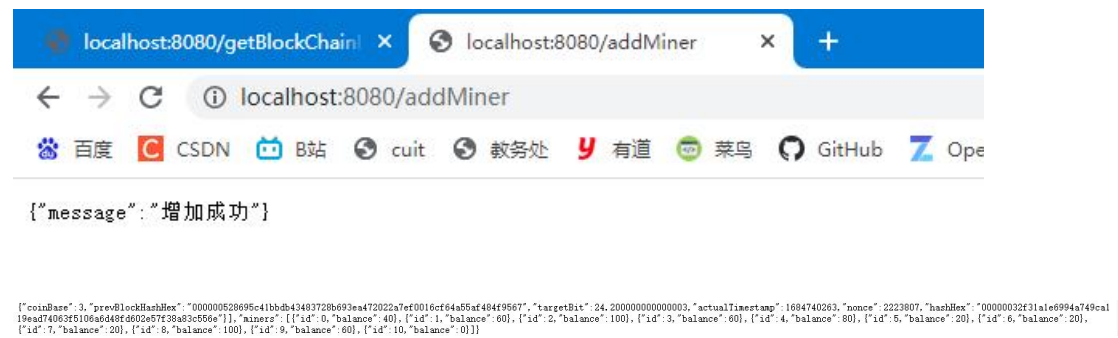 localhost:8080/getBlockChainI
localhost:8080/addMiner
localhost:8080/addMiner
百度 CSDN B站 cuit 教务处 有道 菜鸟 GitHub Ope
{"message":"增加成功"}
{"coinBase":3,"prevBlockHashHex":"000000528695c41bbdb43483728b693ea472022a7ef0016cf64a55af484f9567","targetBit":24.200000000000003,"actualTimestamp":1684740263,"nonce":2223807,"hashHex":"00000032f31a1e6994a749ca1
19ead74063f5106a6d48fd602e57f38a83c556e"}],"miners":[{"id":0,"balance":40},{"id":1,"balance":60},{"id":2,"balance":100},{"id":3,"balance":60},{"id":4,"balance":80},{"id":5,"balance":20},{"id":6,"balance":20},
{"id":7,"balance":20},{"id":8,"balance":100},{"id":9,"balance":60},{"id":10,"balance":0}]}